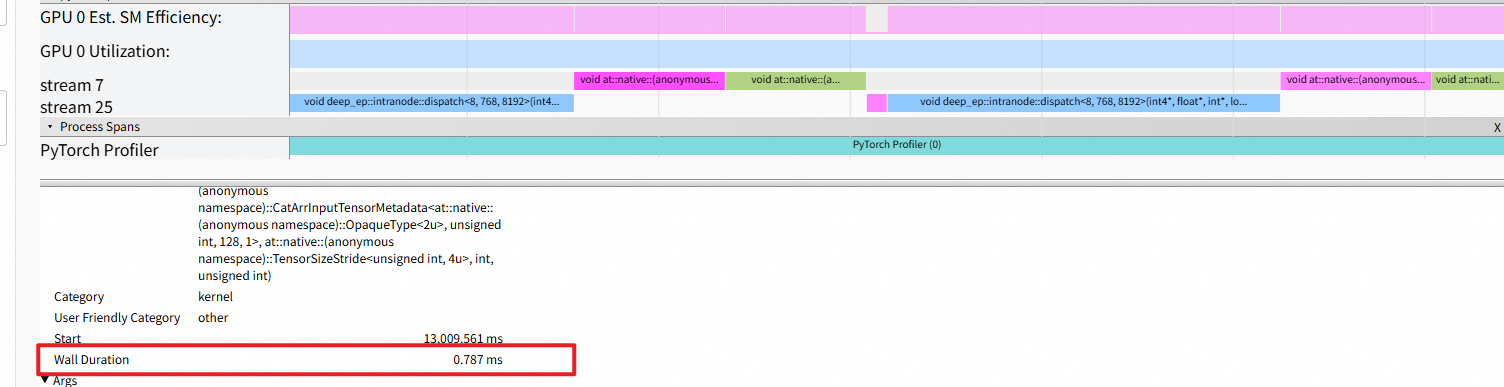 GPU 0 Est. SM Efficiency:
GPU 0 Utilization:
stream 7
void at::native::(anonymous...
void at::native::(a...
void at::native::(anonymous...
void at::nati...
stream 25
void deep_ep::intranode::dispatch<8, 768, 8192>(int4...
void deep_ep::intranode::dispatch<8, 768, 8192>(int4*, float*, int*, lo...
Process Spans
X
PyTorch Profiler
PyTorch Profiler (0)
(anonymous
namespace)::CatArrInputTensorMetadata<at::native::
(anonymous namespace)::OpaqueType<2u>, unsigned
int, 128, 1>, at::native::(anonymous
namespace)::TensorSizeStride<unsigned int, 4u>, int,
unsigned int)
Category kernel
User Friendly Category other
Start 13,009.561 ms
Wall Duration 0.787 ms
Args